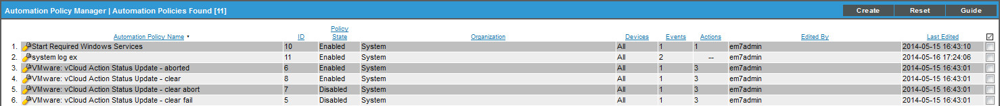 Automation Policy Manager | Automation Policies Found [11] Create Reset Guide
Automation Policy Name • ID Policy State Organization Devices Events Actions Edited By Last Edited
1. Start Required Windows Services 10 Enabled System All 1 1 em7admin 2014-05-15 16:43:10
2. system log ex 11 Enabled System All 2 -- em7admin 2014-05-16 17:24:06
3. VMware: vCloud Action Status Update - aborted 6 Enabled System All 1 3 em7admin 2014-05-15 16:43:01
4. VMware: vCloud Action Status Update - clear 8 Enabled System All 1 3 em7admin 2014-05-15 16:43:01
5. VMware: vCloud Action Status Update - clear abort 7 Disabled System All 1 3 em7admin 2014-05-15 16:43:01
6. VMware: vCloud Action Status Update - clear fail 5 Disabled System All 1 3 em7admin 2014-05-15 16:43:01